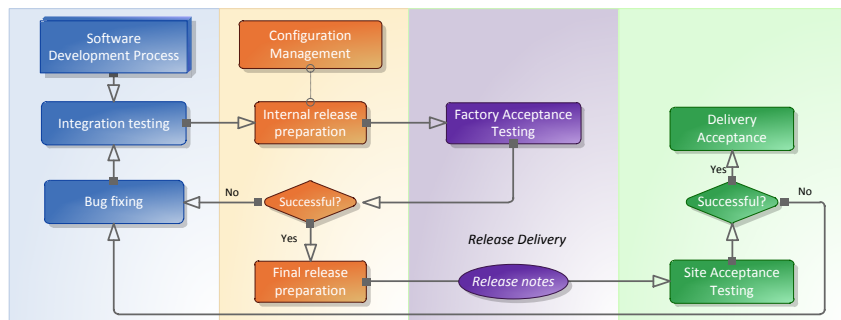 Software
Development Process
Configuration
Management
Integration testing
Internal release
preparation
Factory Acceptance
Testing
Delivery
Acceptance
Yes
No
Bug fixing
No
Successful?
Successful?
Yes
Release Delivery
Final release
preparation
Release notes
Site Acceptance
Testing